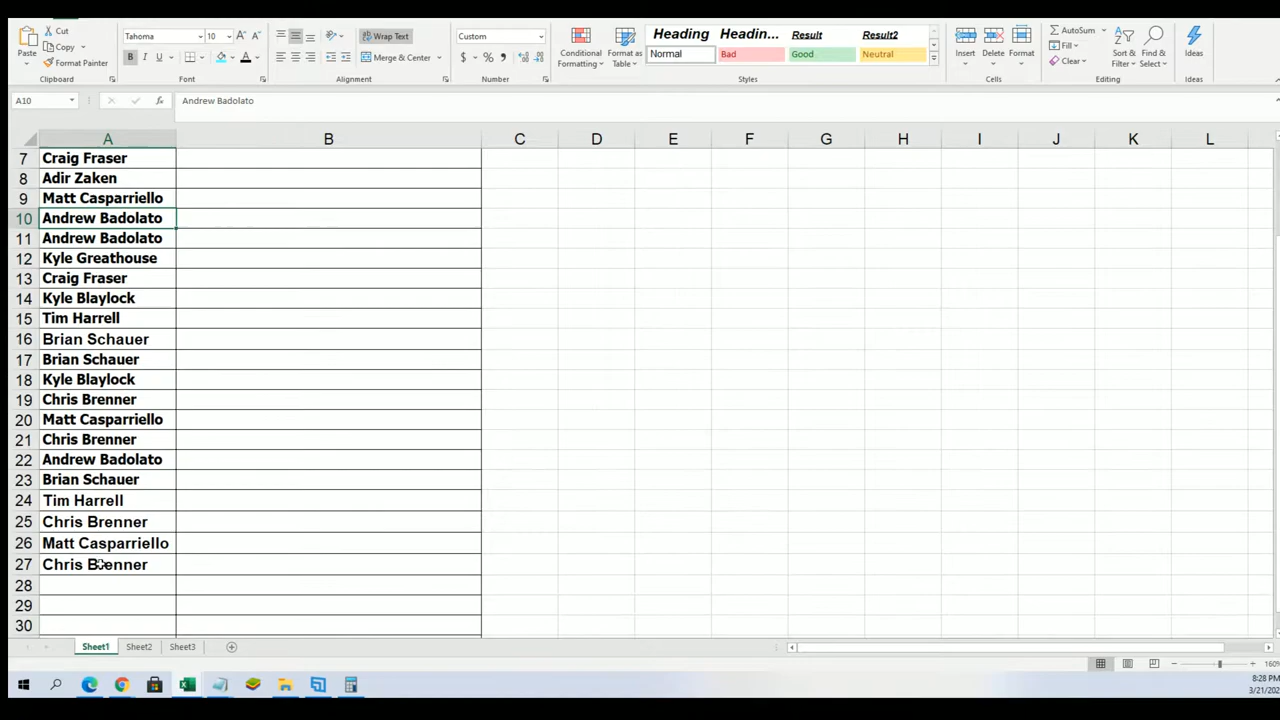 Cut
Tahoma 10 A A
Wrap Text
Custom
Heading Headin... Result Result2
AutoSum
Paste
Copy
Fill
Format Painter
B I U A
Merge & Center
$ % ,
Conditional Formatting
Format as Table
Normal Bad Good Neutral
Insert Delete Format
Clear
Sort & Filter
Find & Select
Ideas
Clipboard Font Alignment Number Styles Cells Editing Ideas
A10 fx Andrew Badolato
A B C D E F G H I J K L
7 Craig Fraser
8 Adir Zaken
9 Matt Casparriello
10 Andrew Badolato
11 Andrew Badolato
12 Kyle Greathouse
13 Craig Fraser
14 Kyle Blaylock
15 Tim Harrell
16 Brian Schauer
17 Brian Schauer
18 Kyle Blaylock
19 Chris Brenner
20 Matt Casparriello
21 Chris Brenner
22 Andrew Badolato
23 Brian Schauer
24 Tim Harrell
25 Chris Brenner
26 Matt Casparriello
27 Chris Brenner
28
29
30
Sheet1 Sheet2 Sheet3
160%
8:28 PM
3/21/202